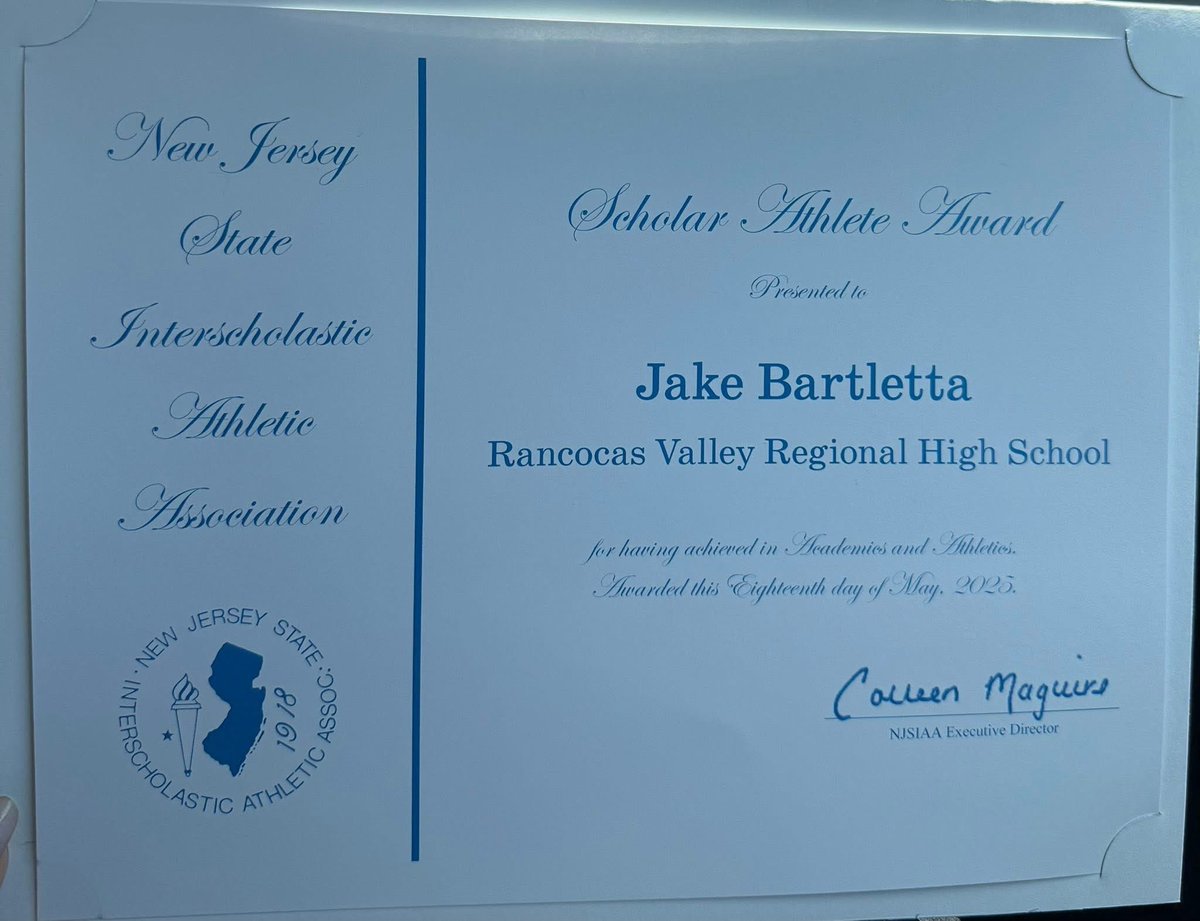 New Jersey
State
Interscholastic
Athletic
Association
· NEW JERSEY STATE ·
INTERSCHOLASTIC ATHLETIC ASSOC.
1918
Scholar Athlete Award
Presented to
Jake Bartletta
Rancocas Valley Regional High School
for having achieved in Academics and Athletics.
Awarded this Eighteenth day of May, 2025.
Colleen Maguire
NJSIAA Executive Director